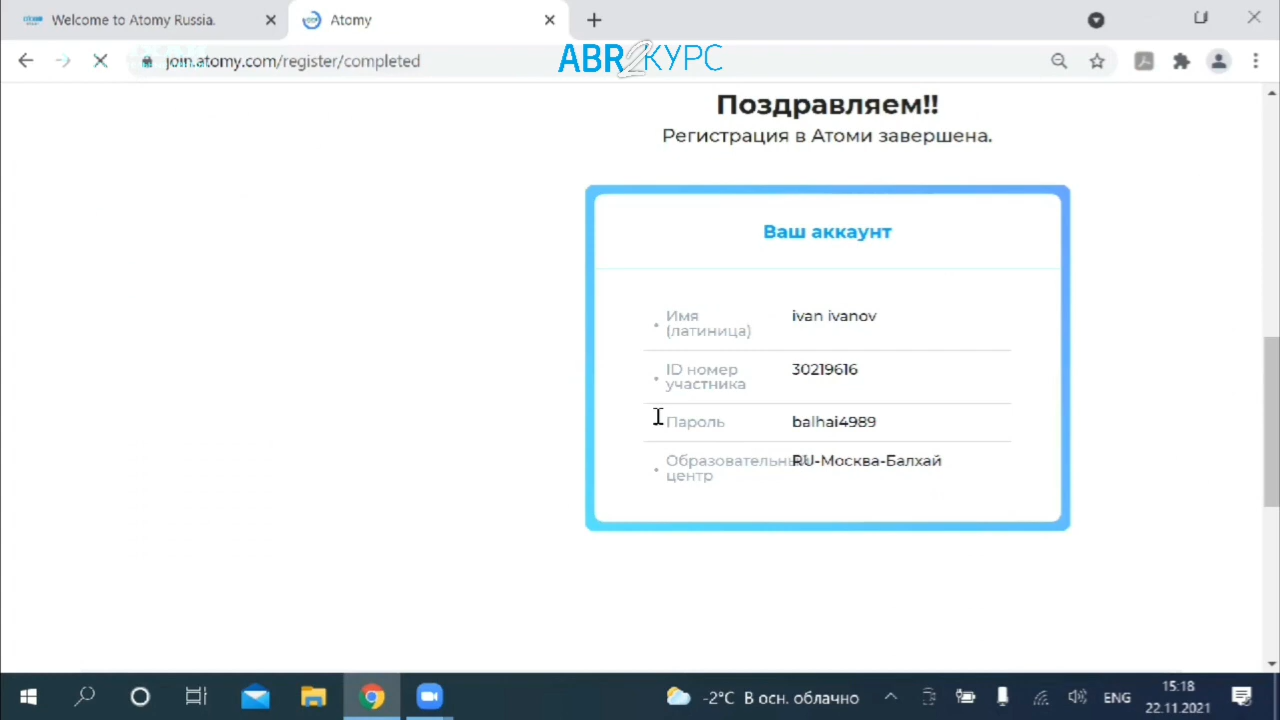 Welcome to Atomy Russia.
Atomy
join.atomy.com/register/completed
ABR2КУРС
Поздравляем!!
Регистрация в Атоми завершена.
Ваш аккаунт
Имя (латиница) ivan ivanov
ID номер участника 30219616
Пароль balhai4989
Образовательный центр RU-Москва-Балхай
-2°C В осн. облачно
ENG
15:18
22.11.2021